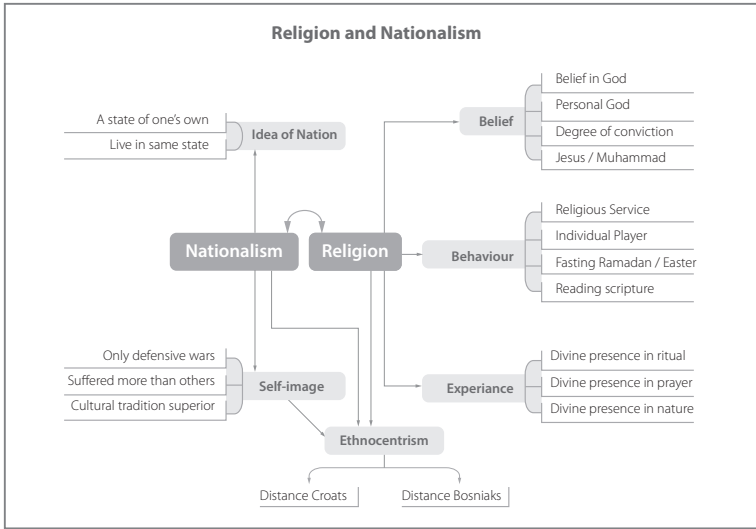 Religion and Nationalism
A state of one's own
Live in same state
Idea of Nation
Belief
Belief in God
Personal God
Degree of conviction
Jesus / Muhammad
Nationalism
Religion
Behaviour
Religious Service
Individual Player
Fasting Ramadan / Easter
Reading scripture
Only defensive wars
Suffered more than others
Cultural tradition superior
Self-image
Experiance
Divine presence in ritual
Divine presence in prayer
Divine presence in nature
Ethnocentrism
Distance Croats
Distance Bosniaks